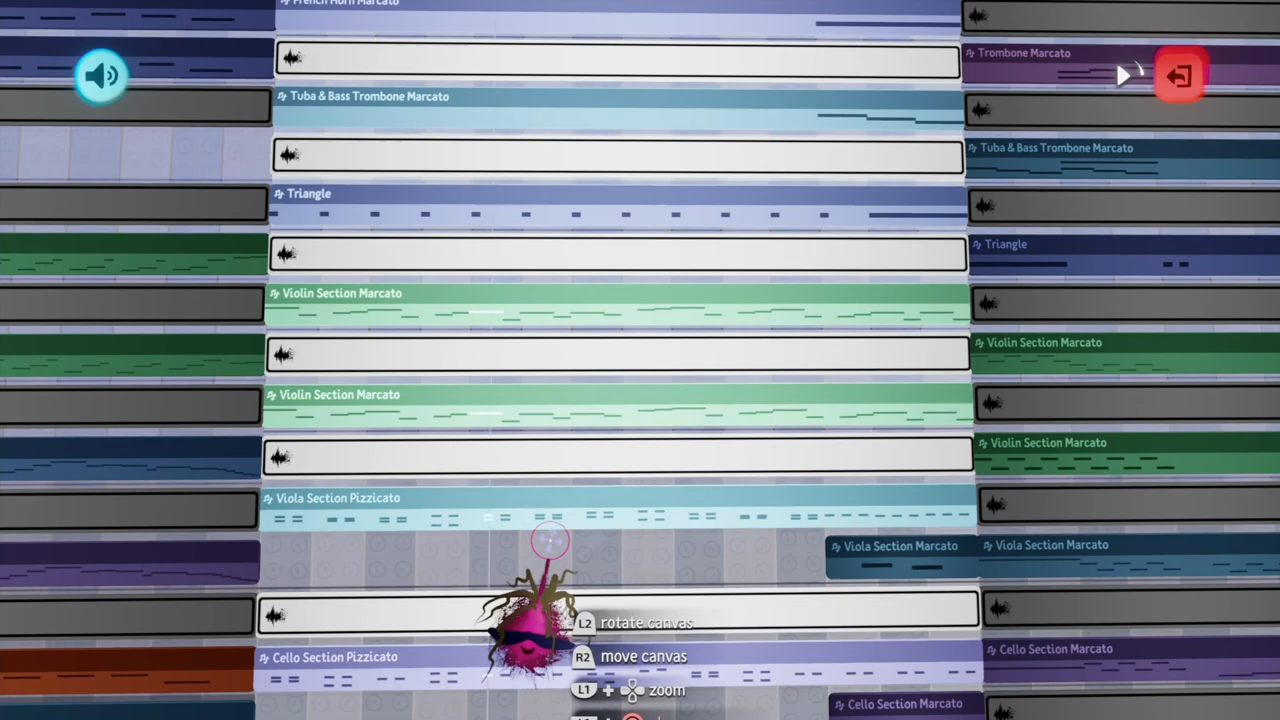 French Horn Marcato
Trombone Marcato
Tuba & Bass Trombone Marcato
Tuba & Bass Trombone Marcato
Triangle
Triangle
Violin Section Marcato
Violin Section Marcato
Violin Section Marcato
Violin Section Marcato
Viola Section Pizzicato
Viola Section Marcato
Viola Section Marcato
L2 rotate canvas
Cello Section Marcato
Cello Section Pizzicato
R2 move canvas
L1 + zoom
Cello Section Marcato